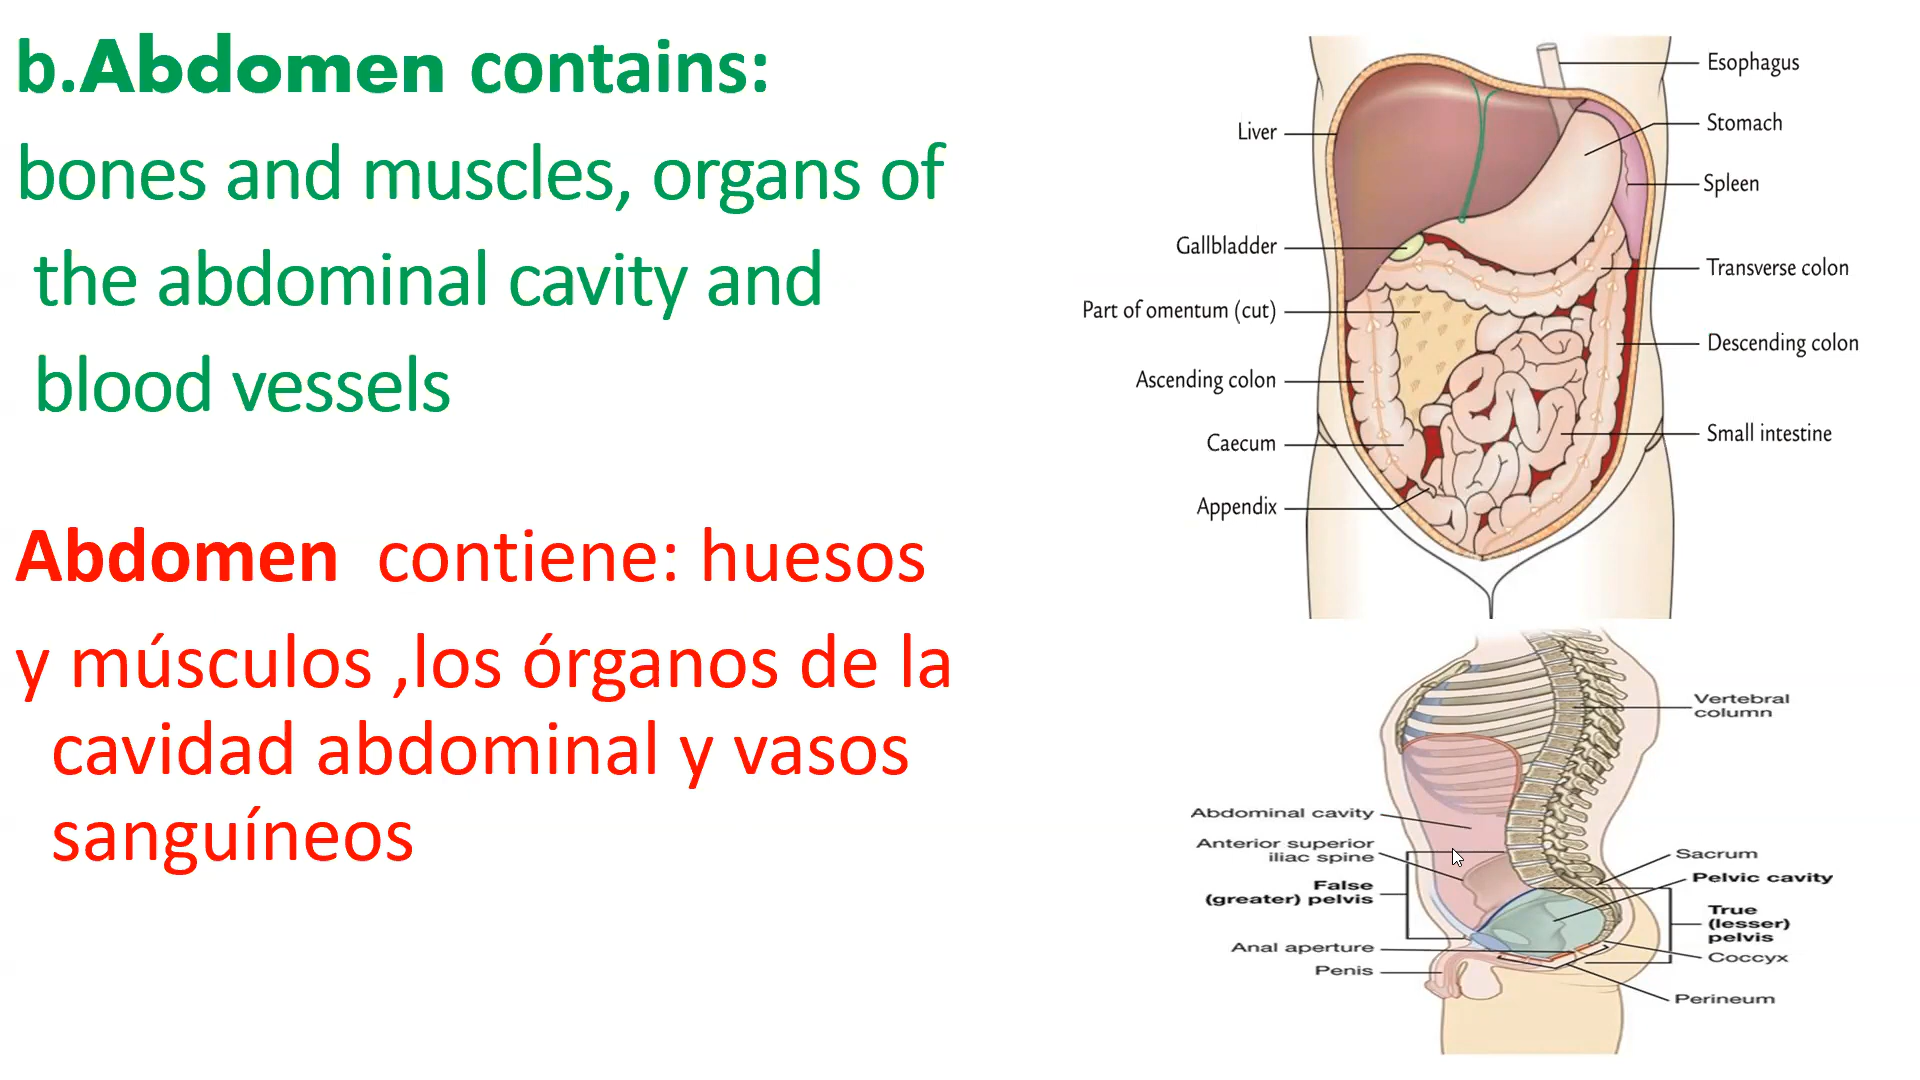 b.Abdomen contains:
bones and muscles, organs of
the abdominal cavity and
blood vessels
Abdomen contiene: huesos
y músculos ,los órganos de la
cavidad abdominal y vasos
sanguíneos
Esophagus
Stomach
Spleen
Transverse colon
Descending colon
Small intestine
Liver
Gallbladder
Part of omentum (cut)
Ascending colon
Caecum
Appendix
Vertebral
column
Abdominal cavity
Anterior superior
iliac spine
False
(greater) pelvis
Anal aperture
Penis
Sacrum
Pelvic cavity
True
(lesser)
pelvis
Coccyx
Perineum